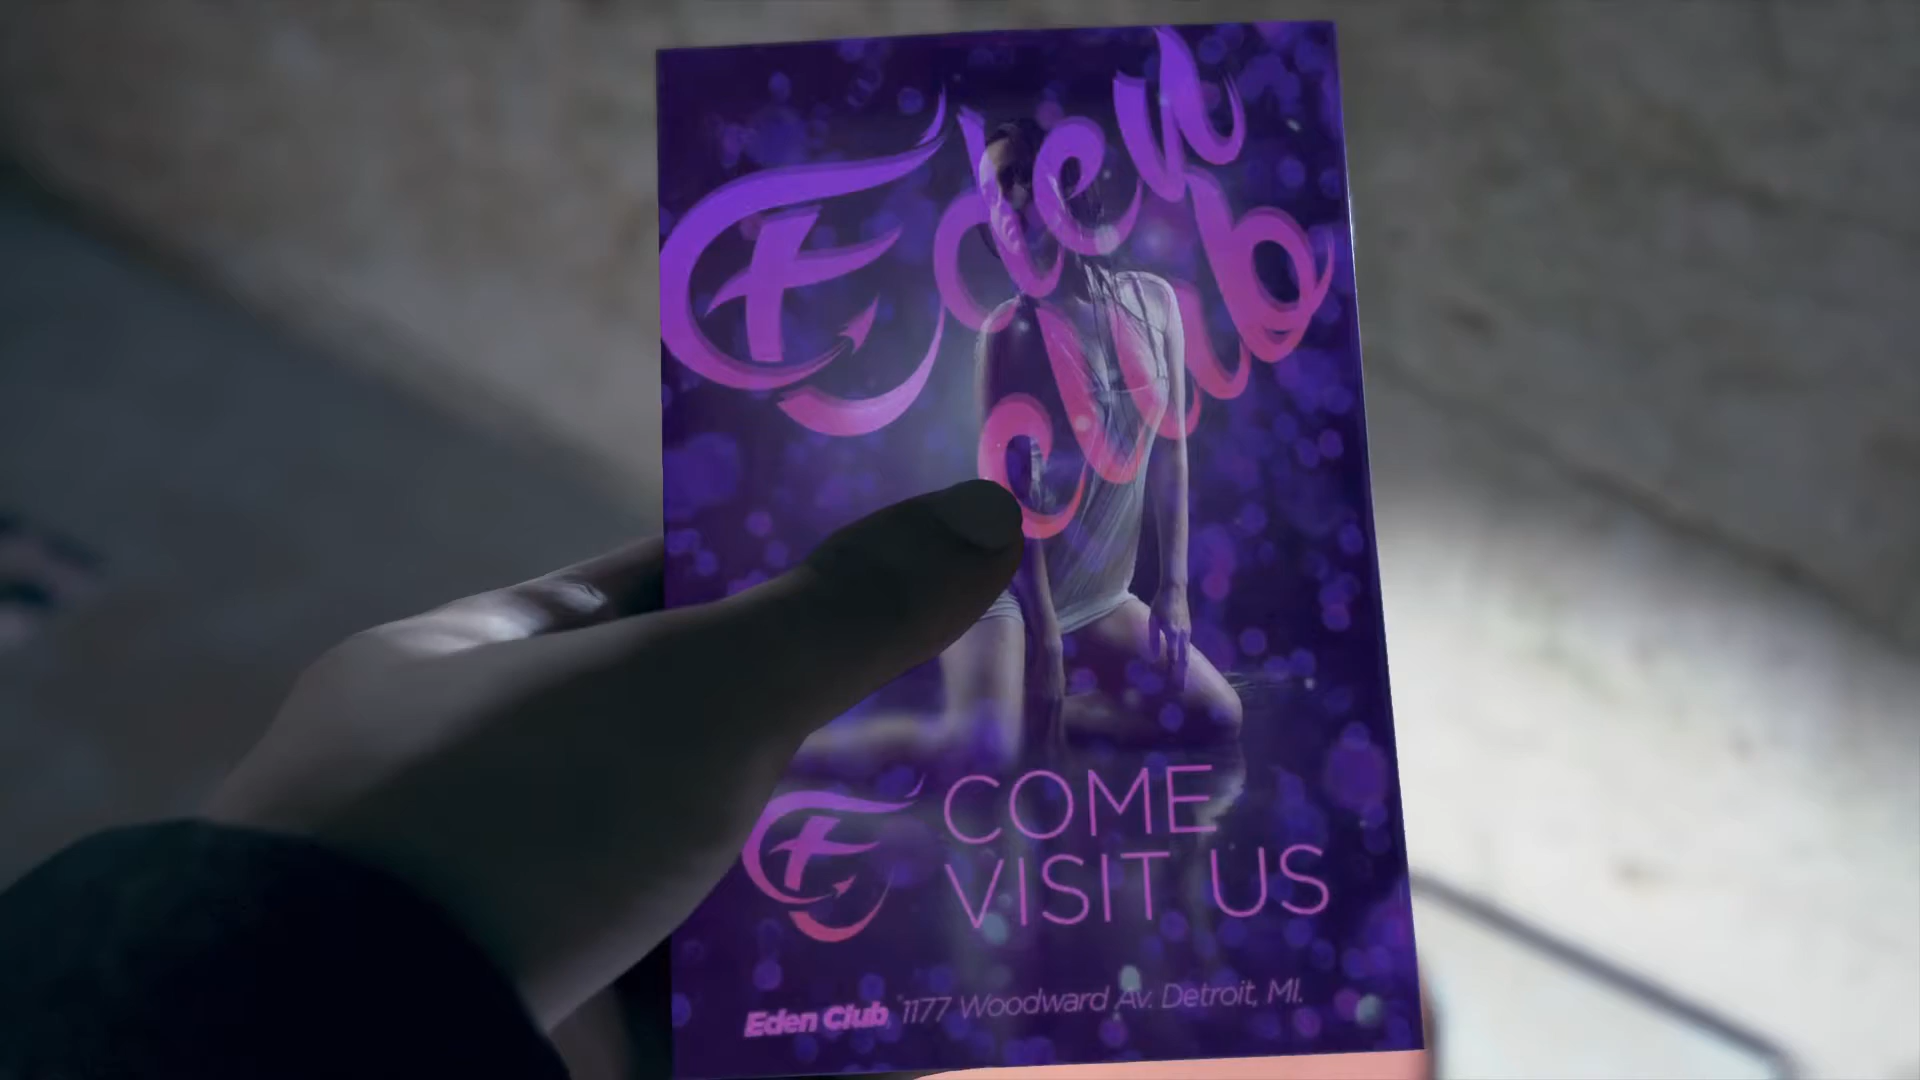 Eden
club
COME
VISIT US
Eden Club 1177 Woodward Av. Detroit, MI.